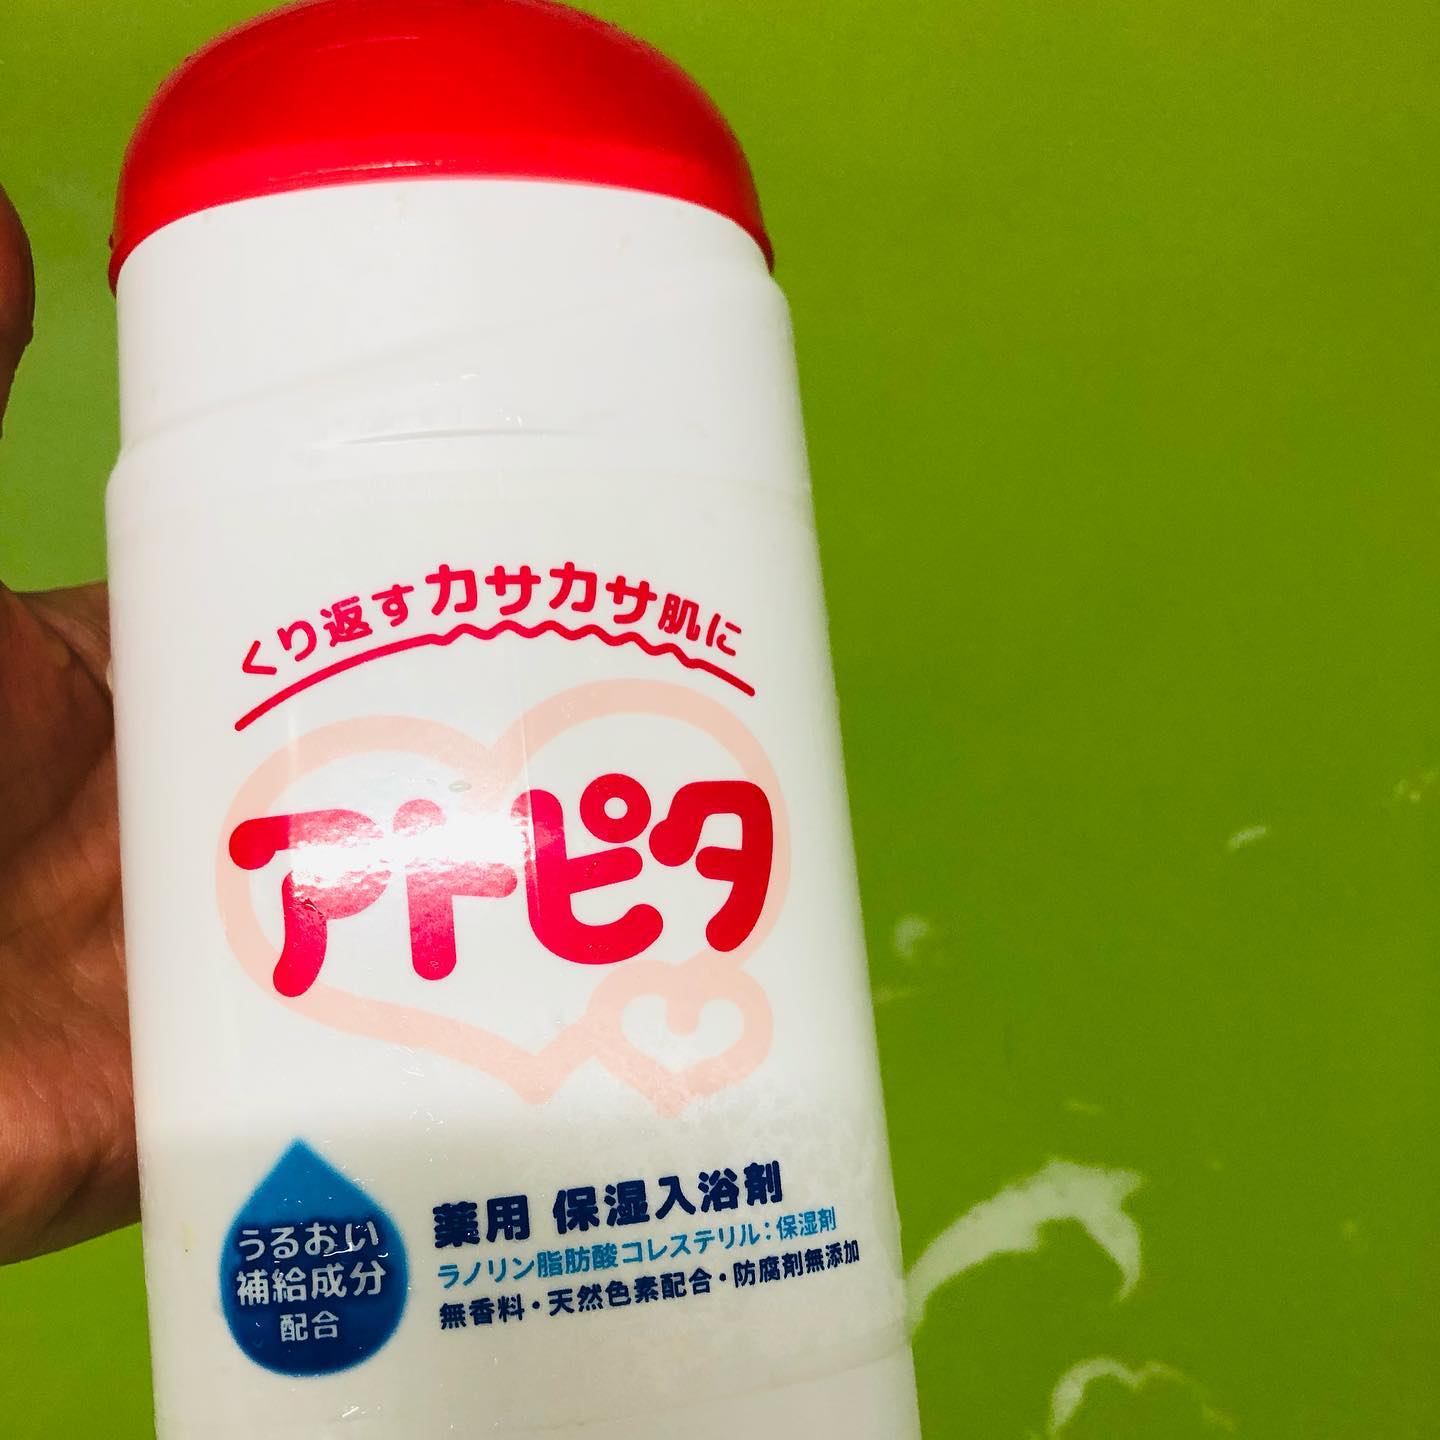 くり返すカサカサ肌に
アトピタ
うるおい
補給成分
配合
薬用 保湿入浴剤
ラノリン脂肪酸コレステリル:保湿剤
無香料・天然色素配合・防腐剤無添加